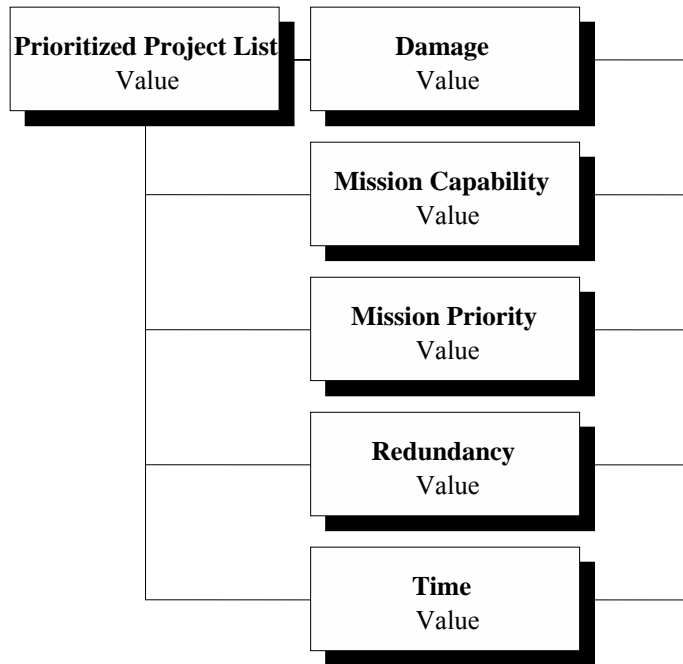 Prioritized Project List
Value
Damage
Value
Mission Capability
Value
Mission Priority
Value
Redundancy
Value
Time
Value